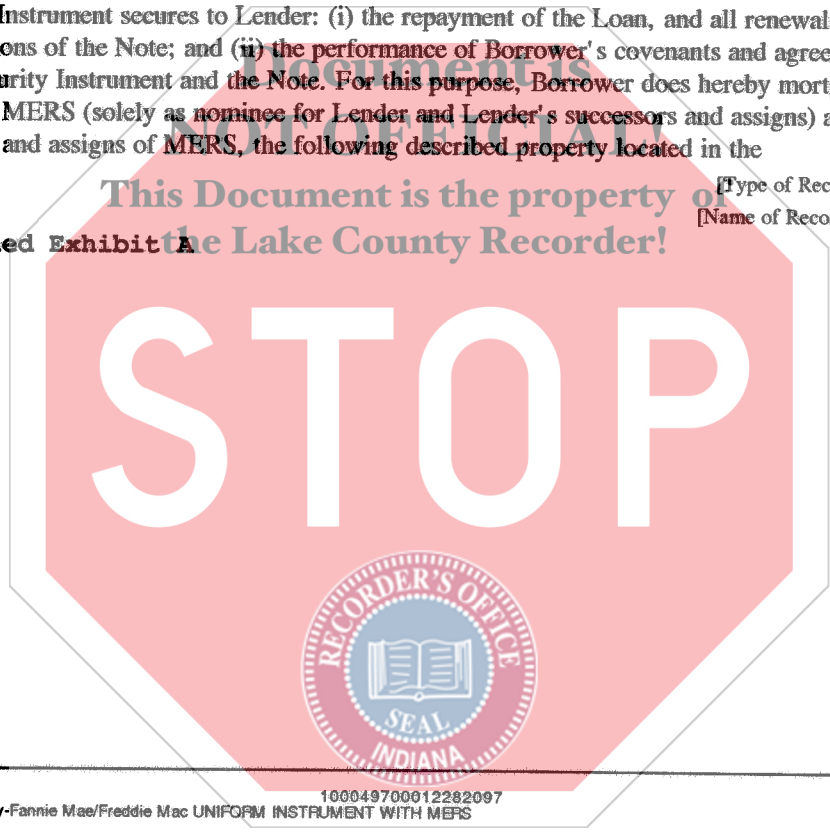 Instrument secures to Lender: (i) the repayment of the Loan, and all renewal
ons of the Note; and (ii) the performance of Borrower's covenants and agree
urity Instrument and the Note. For this purpose, Borrower does hereby mort
MERS (solely as nominee for Lender and Lender's successors and assigns) a
and assigns of MERS, the following described property located in the
[Type of Rec
[Name of Reco
ed Exhibit A
Document is
NOT OFFICIAL!
This Document is the property of
the Lake County Recorder!
STOP
RECORDER'S OFFICE
SEAL
INDIANA
100049700012282097
y-Fannie Mae/Freddie Mac UNIFORM INSTRUMENT WITH MERS